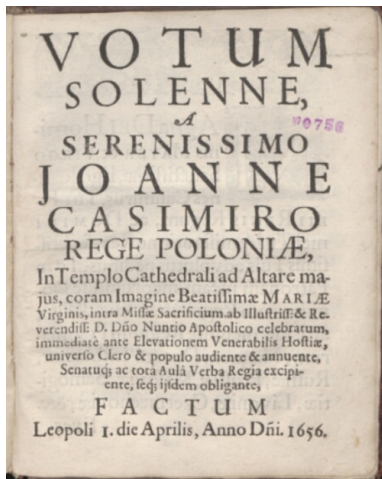 VOTUM
SOLENNE,
A
№0756
SERENISSIMO
JOANNE
CASIMIRO
REGE POLONIÆ,
In Templo Cathedrali ad Altare ma-
jus, coram Imagine Beatissimæ MARIÆ
Virginis, intra Missæ Sacrificium ab Illustriss: & Re-
verendiss: D. Dño Nuntio Apostolico celebratum,
immediatè ante Elevationem Venerabilis Hostiæ,
universo Clero & populo audiente & annuente,
Senatuq; ac tota Aulâ Verba Regia excipi-
ente, seq; ijsdem obligante,
FACTUM
Leopoli 1. die Aprilis, Anno Dñi. 1656.